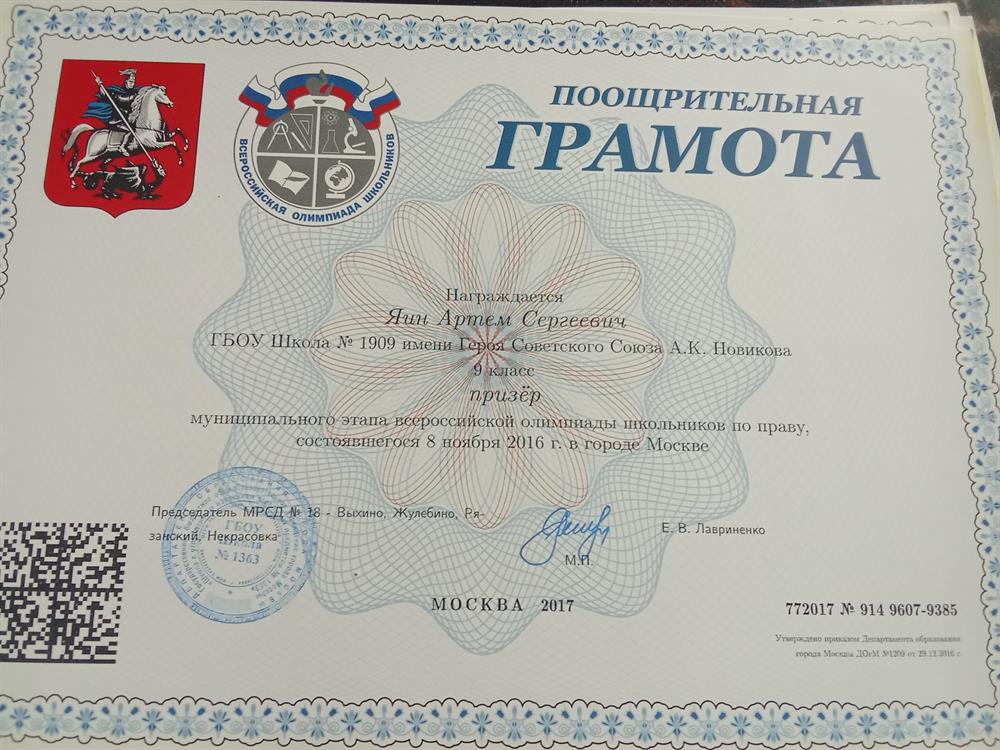 ВСЕРОССИЙСКАЯ ОЛИМПИАДА ШКОЛЬНИКОВ
ПООЩРИТЕЛЬНАЯ
ГРАМОТА
Награждается
Яин Артем Сергеевич
ГБОУ Школа № 1909 имени Героя Советского Союза А.К. Новикова
9 класс
призёр
муниципального этапа всероссийской олимпиады школьников по праву,
состоявшегося 8 ноября 2016 г. в городе Москве
Председатель МРСД № 18 - Выхино, Жулебино, Ря-
занский, Некрасовка
Е. В. Лавриненко
М.П.
ГБОУ
Школа
№ 1363
МОСКВА 2017
772017 № 914 9607-9385
Утверждено приказом Департамента образования
города Москвы ДОгМ №1209 от 29.12.2016 г.